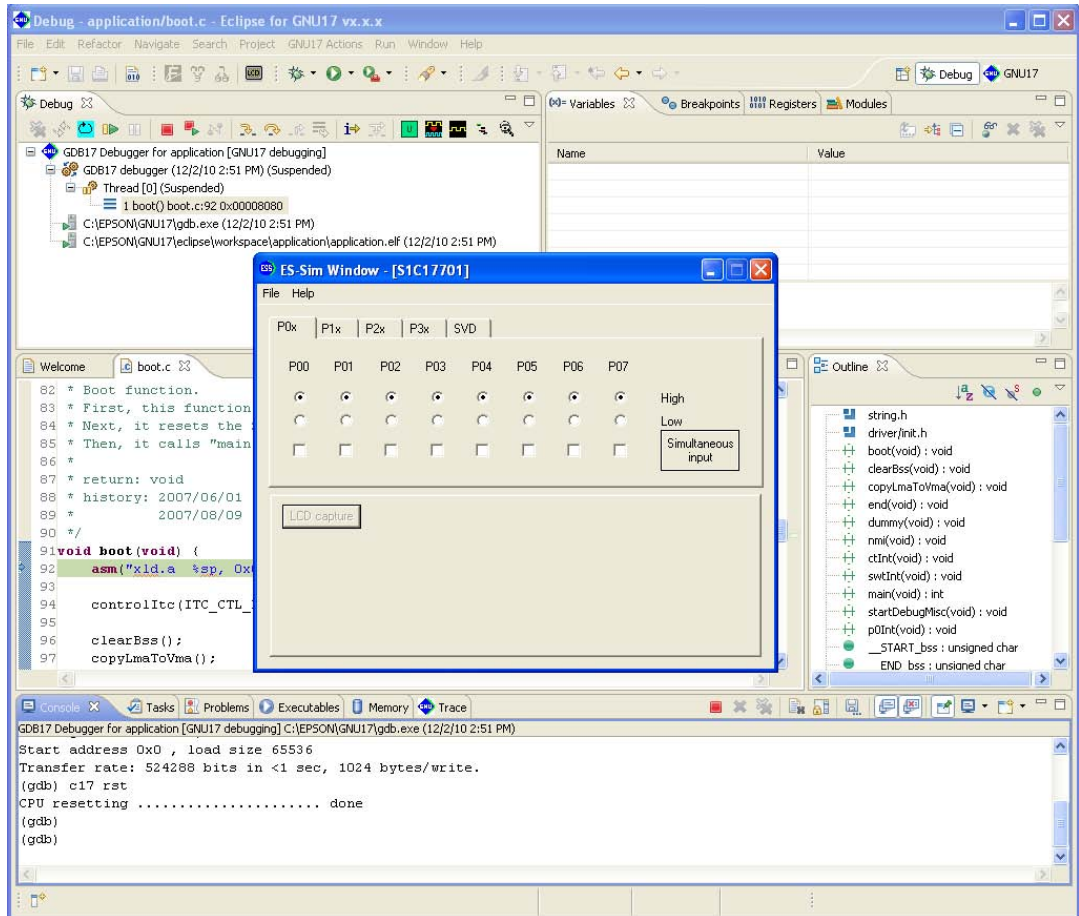 Debug - application/boot.c - Eclipse for GNU17 vx.x.x
File Edit Refactor Navigate Search Project GNU17 Actions Run Window Help
Debug GNU17
Debug
GDB17 Debugger for application [GNU17 debugging]
GDB17 debugger (12/2/10 2:51 PM) (Suspended)
Thread [0] (Suspended)
1 boot() boot.c:92 0x00008080
C:\EPSON\GNU17\gdb.exe (12/2/10 2:51 PM)
C:\EPSON\GNU17\eclipse\workspace\application\application.elf (12/2/10 2:51 PM)
(x)= Variables Breakpoints Registers Modules
Name Value
ES-Sim Window - [S1C17701]
File Help
P0x P1x P2x P3x SVD
P00 P01 P02 P03 P04 P05 P06 P07
High
Low
Simultaneous
input
LCD capture
Welcome boot.c
82 * Boot function.
83 * First, this function
84 * Next, it resets the
85 * Then, it calls "main
86 *
87 * return: void
88 * history: 2007/06/01
89 * 2007/08/09
90 */
91 void boot(void) {
92 asm("xld.a %sp, 0x
93
94 controlItc(ITC_CTL_
95
96 clearBss();
97 copyLmaToVma();
Outline
string.h
driver/init.h
boot(void) : void
clearBss(void) : void
copyLmaToVma(void) : void
end(void) : void
dummy(void) : void
nmi(void) : void
ctInt(void) : void
swtInt(void) : void
main(void) : int
startDebugMisc(void) : void
p0Int(void) : void
__START_bss : unsigned char
END_bss : unsigned char
Console Tasks Problems Executables Memory Trace
GDB17 Debugger for application [GNU17 debugging] C:\EPSON\GNU17\gdb.exe (12/2/10 2:51 PM)
Start address 0x0 , load size 65536
Transfer rate: 524288 bits in <1 sec, 1024 bytes/write.
(gdb) c17 rst
CPU resetting ...................... done
(gdb)
(gdb)